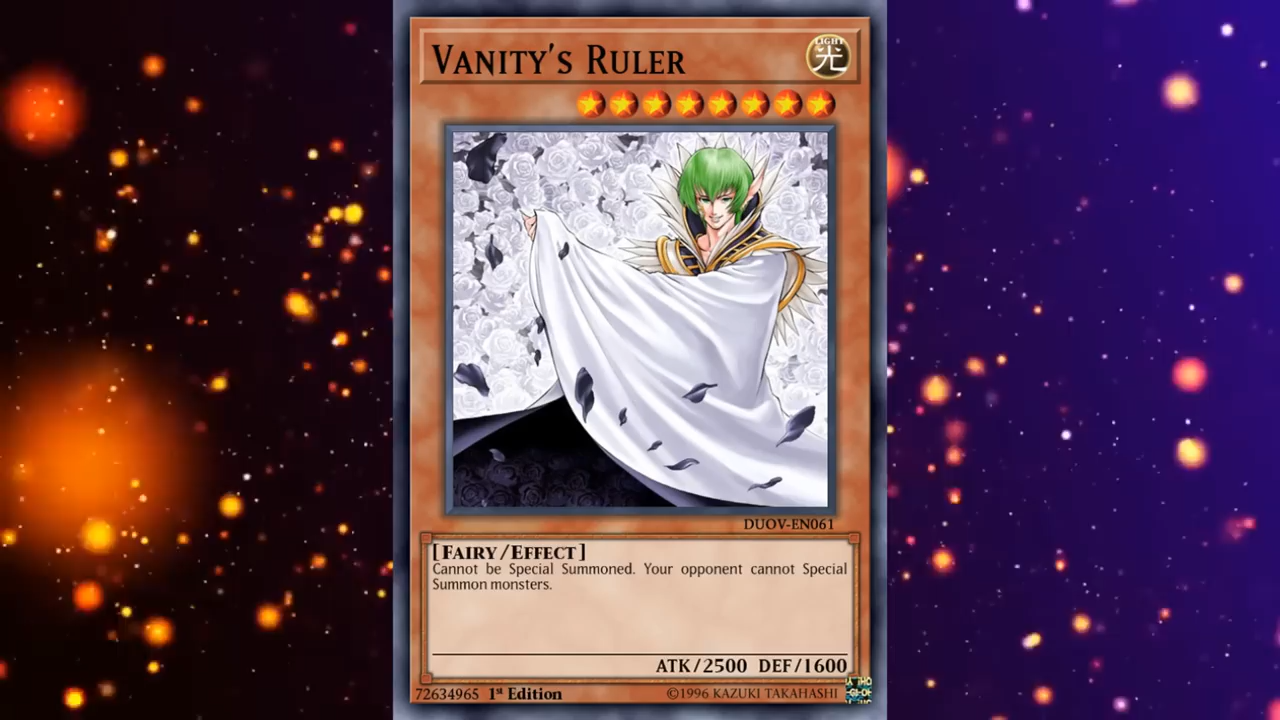 VANITY'S RULER
LIGHT
光
DUOV-EN061
[FAIRY/EFFECT]
Cannot be Special Summoned. Your opponent cannot Special
Summon monsters.
ATK/2500 DEF/1600
72634965 1st Edition ©1996 KAZUKI TAKAHASHI